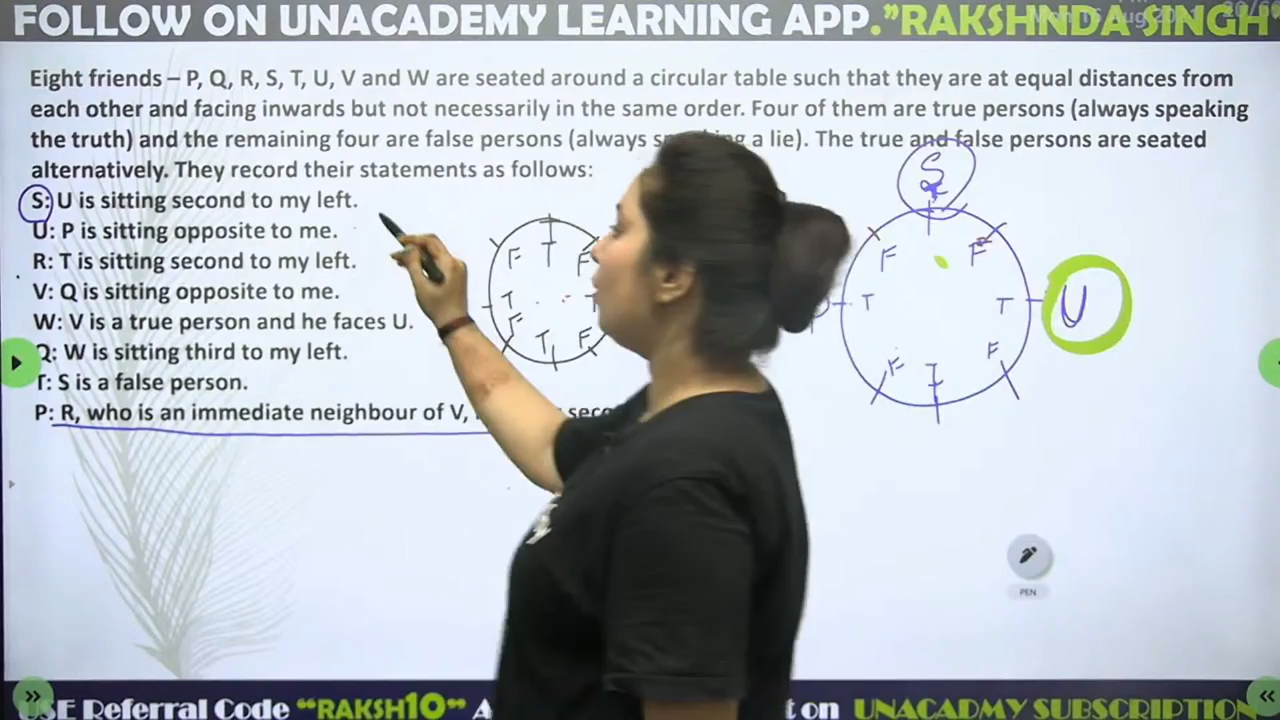 FOLLOW ON UNACADEMY LEARNING APP."RAKSHNDA SINGH
Eight friends – P, Q, R, S, T, U, V and W are seated around a circular table such that they are at equal distances from
each other and facing inwards but not necessarily in the same order. Four of them are true persons (always speaking
the truth) and the remaining four are false persons (always a lie). The true and false persons are seated
alternatively. They record their statements as follows:
S: U is sitting second to my left.
U: P is sitting opposite to me.
R: T is sitting second to my left.
V: Q is sitting opposite to me.
W: V is a true person and he faces U.
Q: W is sitting third to my left.
T: S is a false person.
P: R, who is an immediate neighbour of V,
S
F
T
F
F
T
T
F
T
F
F
T
T
U
F
F
T
PEN
USE Referral Code "RAKSH10" A t on UNACADMY SUBSCRIPTION